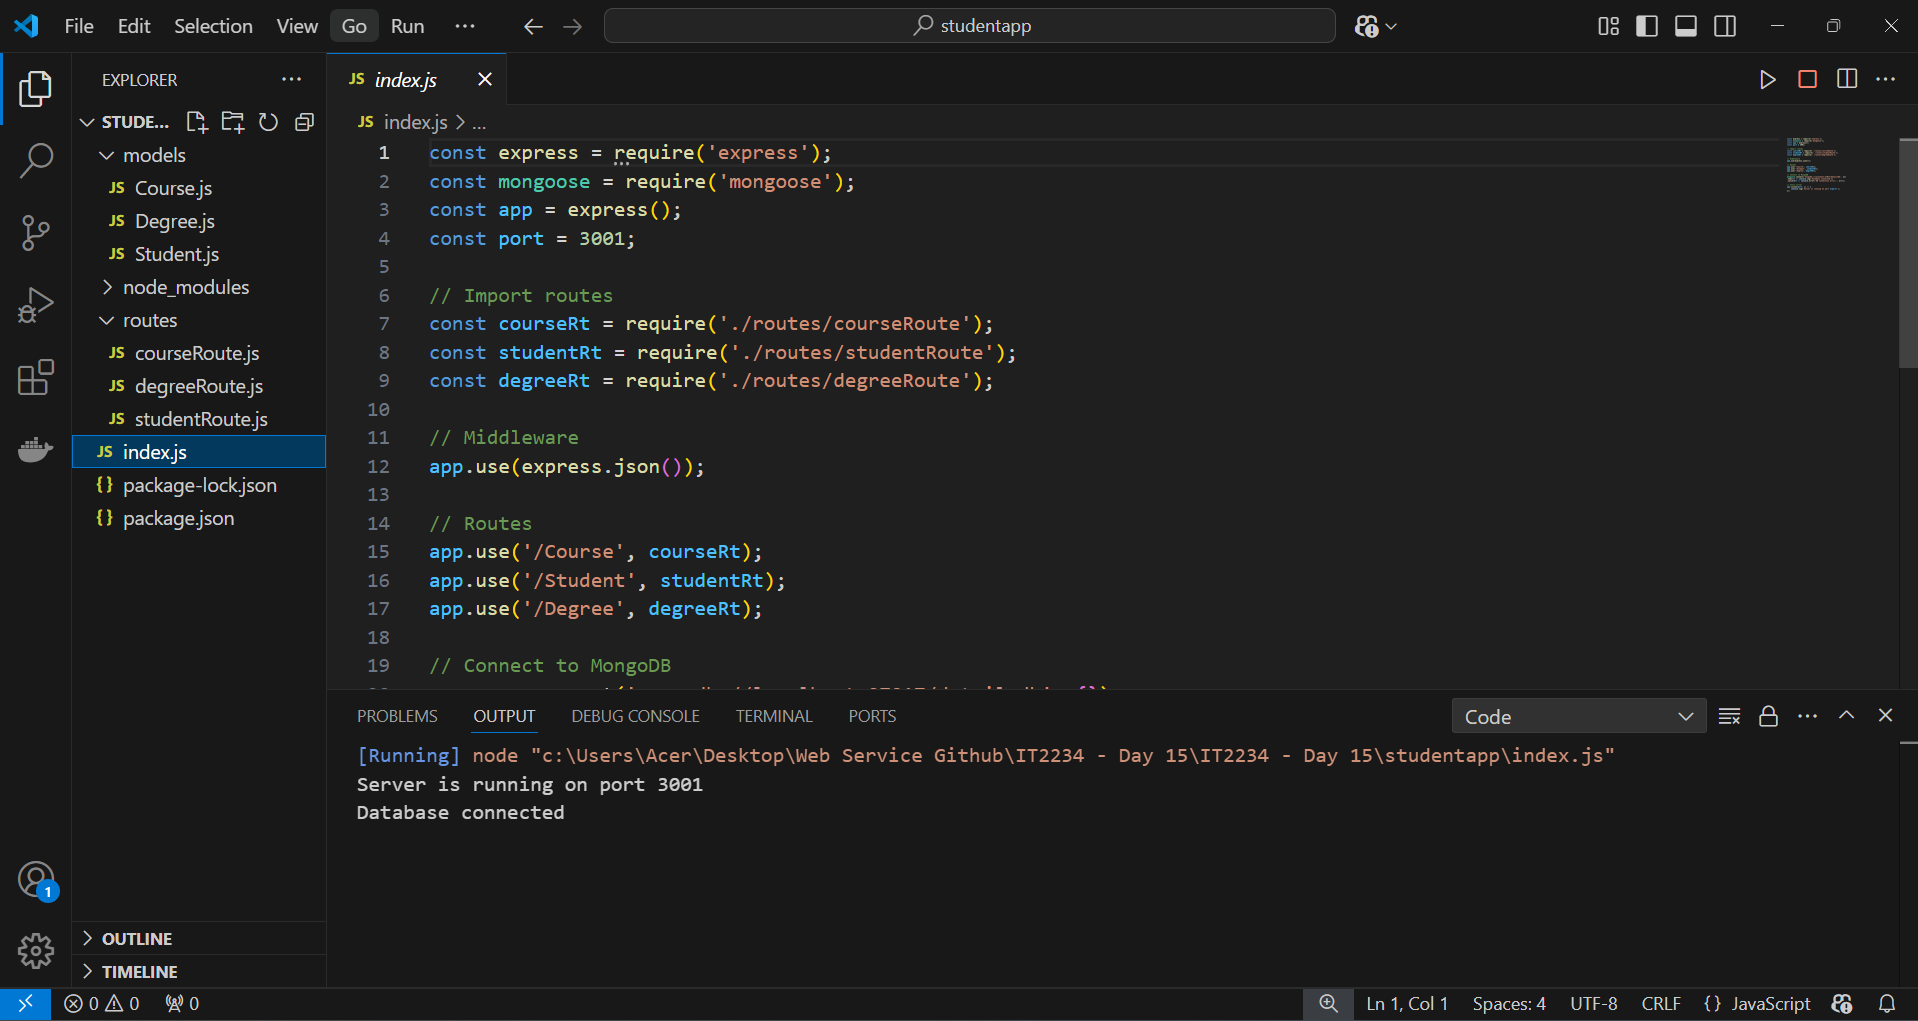 File Edit Selection View Go Run ··· studentapp
EXPLORER ···
STUDE...
models
JS Course.js
JS Degree.js
JS Student.js
node_modules
routes
JS courseRoute.js
JS degreeRoute.js
JS studentRoute.js
JS index.js
{} package-lock.json
{} package.json
OUTLINE
TIMELINE
JS index.js
JS index.js > ...
1 const express = require('express');
2 const mongoose = require('mongoose');
3 const app = express();
4 const port = 3001;
5
6 // Import routes
7 const courseRt = require('./routes/courseRoute');
8 const studentRt = require('./routes/studentRoute');
9 const degreeRt = require('./routes/degreeRoute');
10
11 // Middleware
12 app.use(express.json());
13
14 // Routes
15 app.use('/Course', courseRt);
16 app.use('/Student', studentRt);
17 app.use('/Degree', degreeRt);
18
19 // Connect to MongoDB
PROBLEMS OUTPUT DEBUG CONSOLE TERMINAL PORTS Code
[Running] node "c:\Users\Acer\Desktop\Web Service Github\IT2234 - Day 15\IT2234 - Day 15\studentapp\index.js"
Server is running on port 3001
Database connected
1
0 0 0 Ln 1, Col 1 Spaces: 4 UTF-8 CRLF {} JavaScript